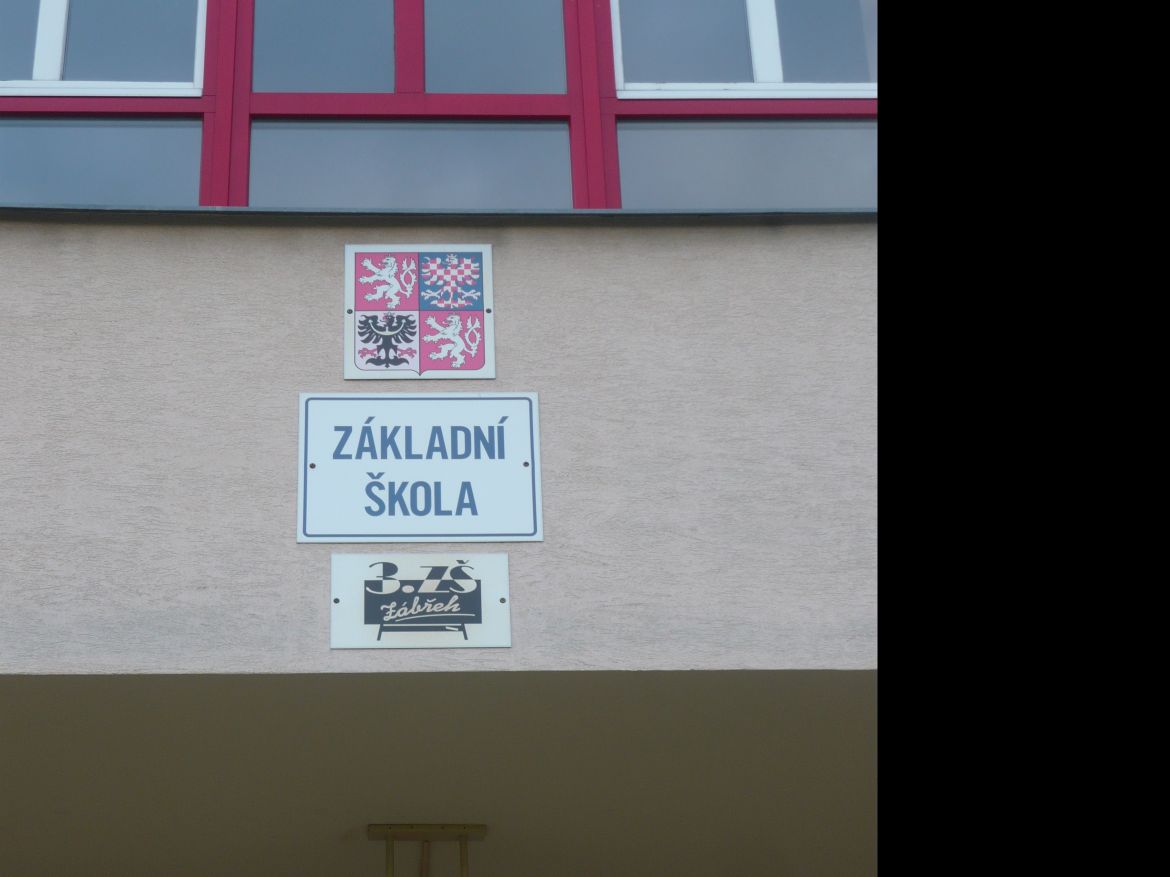 ZÁKLADNÍ
ŠKOLA
3.ZŠ
Zábřeh